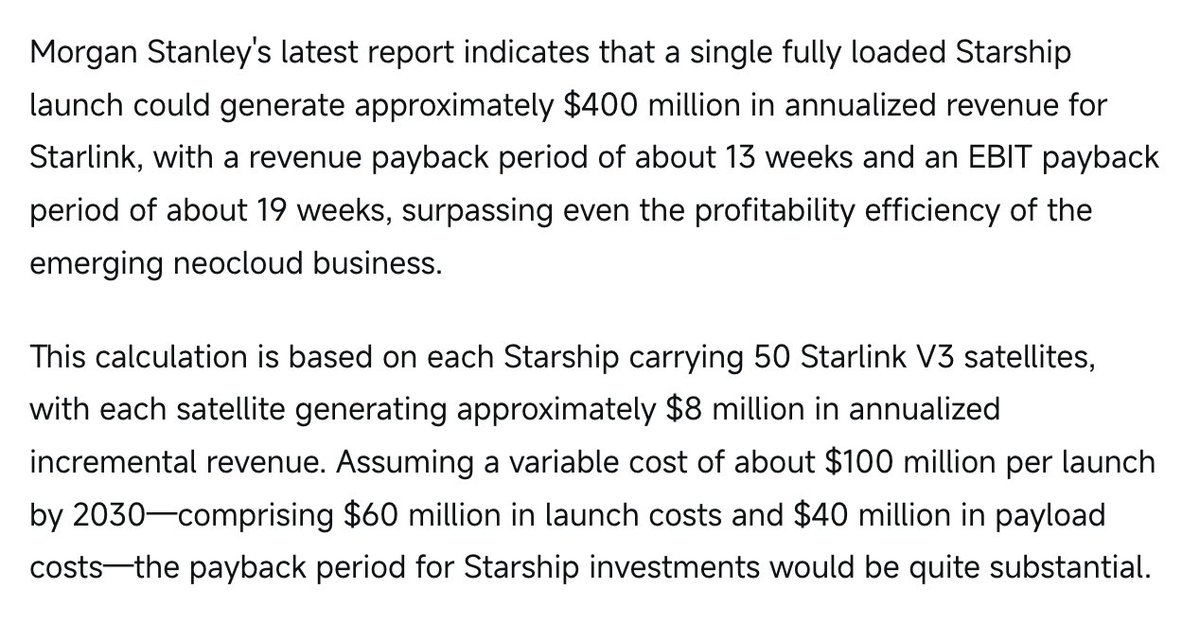 Morgan Stanley's latest report indicates that a single fully loaded Starship
launch could generate approximately $400 million in annualized revenue for
Starlink, with a revenue payback period of about 13 weeks and an EBIT payback
period of about 19 weeks, surpassing even the profitability efficiency of the
emerging neocloud business.
This calculation is based on each Starship carrying 50 Starlink V3 satellites,
with each satellite generating approximately $8 million in annualized
incremental revenue. Assuming a variable cost of about $100 million per launch
by 2030—comprising $60 million in launch costs and $40 million in payload
costs—the payback period for Starship investments would be quite substantial.